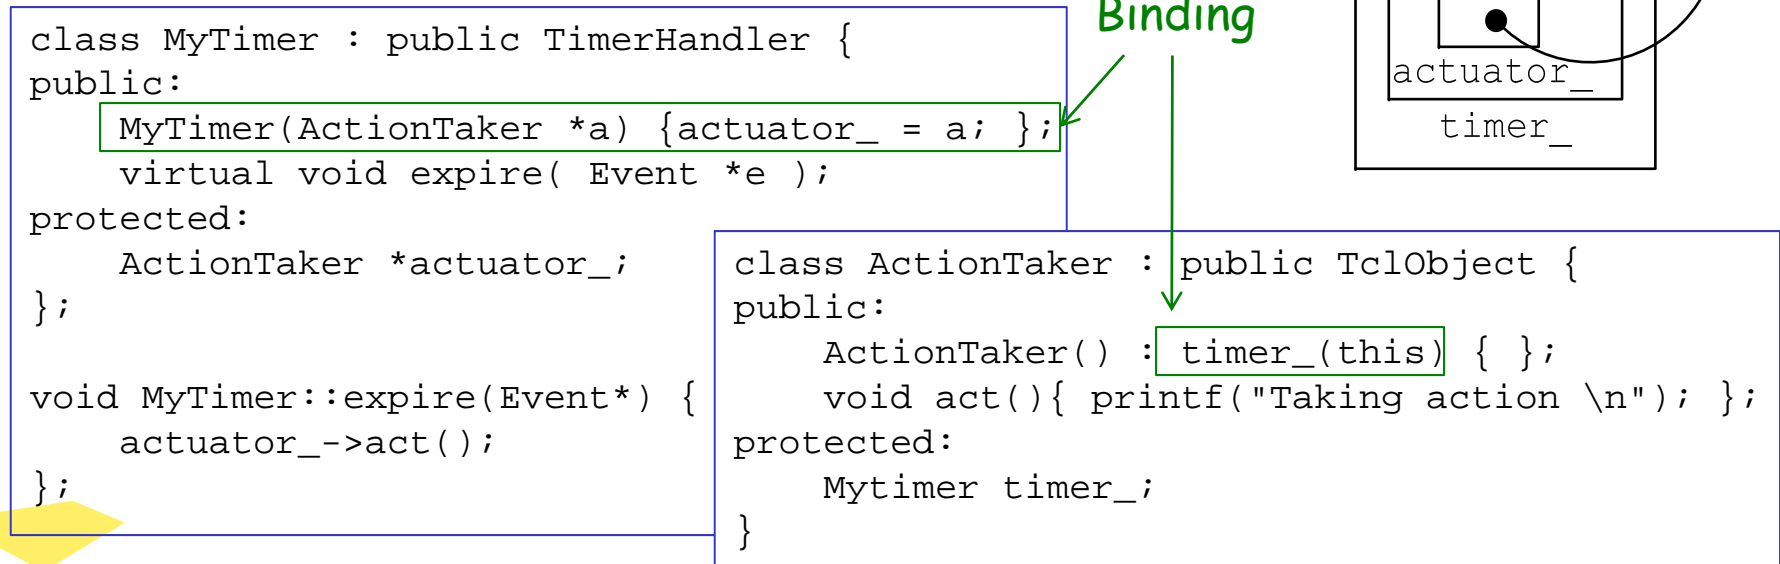 Binding
class MyTimer : public TimerHandler {
public:
    MyTimer(ActionTaker *a) {actuator_ = a; };
    virtual void expire( Event *e );
protected:
    ActionTaker *actuator_;
};
void MyTimer::expire(Event*) {
    actuator_->act();
};
actuator_
timer_
class ActionTaker : public TclObject {
public:
    ActionTaker() : timer_(this) { };
    void act(){ printf("Taking action \n"); };
protected:
    Mytimer timer_;
}